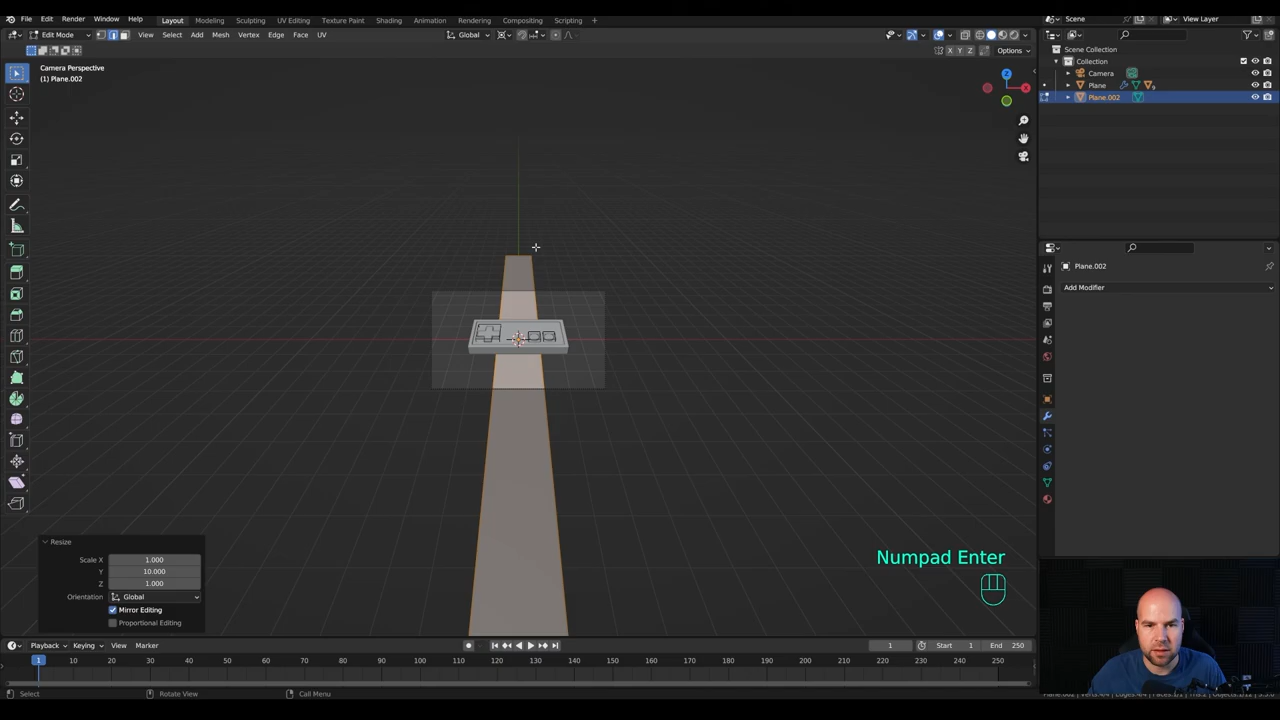 File Edit Render Window Help Layout Modeling Sculpting UV Editing Texture Paint Shading Animation Rendering Compositing Scripting + Scene View Layer
Edit Mode View Select Add Mesh Vertex Edge Face UV Global
X Y Z Options
Camera Perspective
(1) Plane.002
Z
X
Scene Collection
Collection
Camera
Plane 9
Plane.002
Plane.002
Add Modifier
Resize
Scale X 1.000
Y 10.000
Z 1.000
Orientation Global
Mirror Editing
Proportional Editing
Numpad Enter
Playback Keying View Marker 1 Start 1 End 250
1 10 20 30 40 50 60 70 80 90 100 110 120 130 140 150 160 170 180 190 200 210 220 230 240 250
Select Rotate View Call Menu